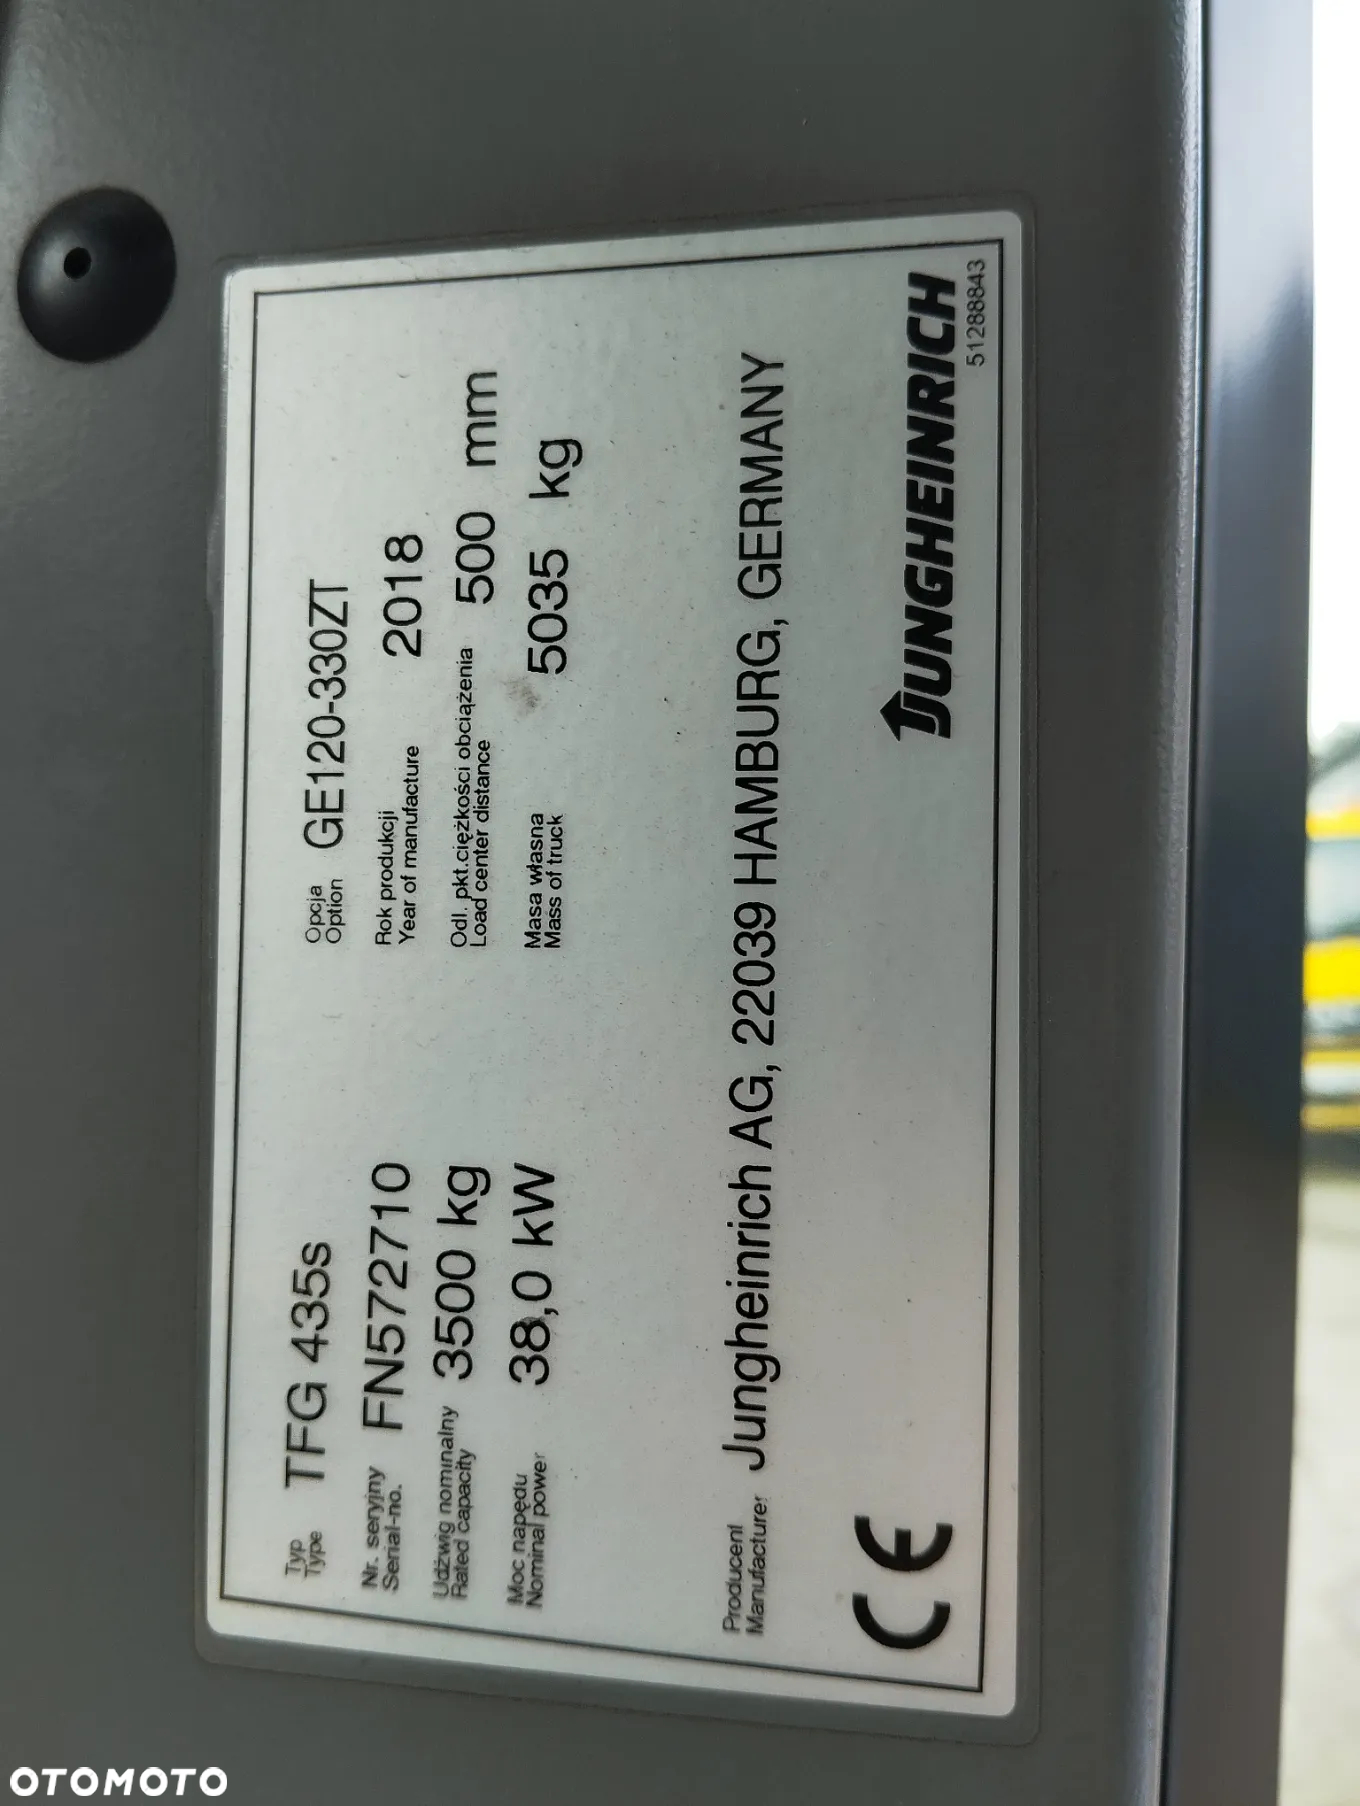 Typ
Type
TFG 435s
Opcja
Option
GE120-330ZT
Nr. seryjny
Serial-no.
FN572710
Rok produkcji
Year of manufacture
2018
Udźwig nominalny
Rated capacity
3500 kg
Odl. pkt.ciężkości obciążenia
Load center distance
500 mm
Moc napędu
Nominal power
38,0 kW
Masa własna
Mass of truck
5035 kg
Producent
Manufacturer
Jungheinrich AG, 22039 HAMBURG, GERMANY
CE
JUNGHEINRICH
51288843
OTOMOTO